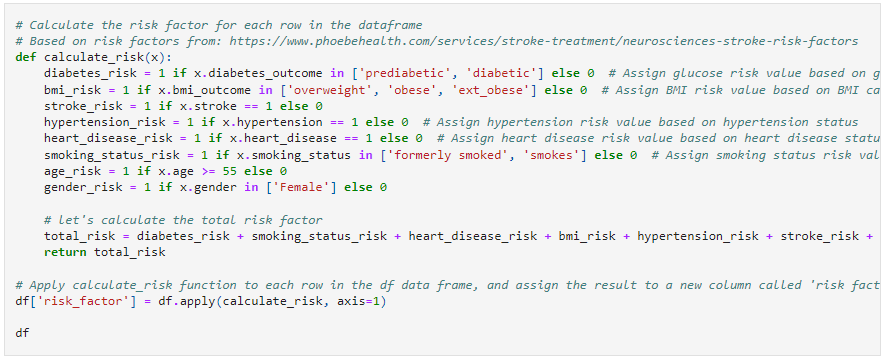 # Calculate the risk factor for each row in the dataframe
# Based on risk factors from: https://www.phoebehealth.com/services/stroke-treatment/neurosciences-stroke-risk-factors
def calculate_risk(x):
    diabetes_risk = 1 if x.diabetes_outcome in ['prediabetic', 'diabetic'] else 0  # Assign glucose risk value based on g
    bmi_risk = 1 if x.bmi_outcome in ['overweight', 'obese', 'ext_obese'] else 0  # Assign BMI risk value based on BMI ca
    stroke_risk = 1 if x.stroke == 1 else 0
    hypertension_risk = 1 if x.hypertension == 1 else 0  # Assign hypertension risk value based on hypertension status
    heart_disease_risk = 1 if x.heart_disease == 1 else 0  # Assign heart disease risk value based on heart disease statu
    smoking_status_risk = 1 if x.smoking_status in ['formerly smoked', 'smokes'] else 0  # Assign smoking status risk val
    age_risk = 1 if x.age >= 55 else 0
    gender_risk = 1 if x.gender in ['Female'] else 0
    # let's calculate the total risk factor
    total_risk = diabetes_risk + smoking_status_risk + heart_disease_risk + bmi_risk + hypertension_risk + stroke_risk +
    return total_risk
# Apply calculate_risk function to each row in the df data frame, and assign the result to a new column called 'risk fact
df['risk_factor'] = df.apply(calculate_risk, axis=1)
df